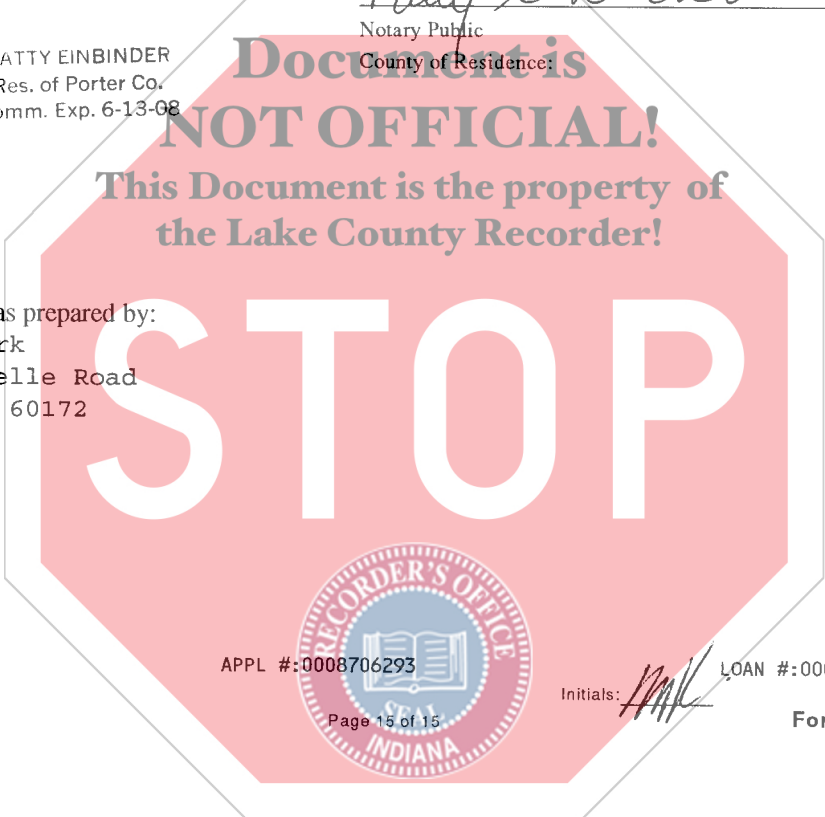 Notary Public
County of Residence:
ATTY EINBINDER
Res. of Porter Co.
omm. Exp. 6-13-08
Document is
NOT OFFICIAL!
This Document is the property of
the Lake County Recorder!
as prepared by:
rk
elle Road
60172
STOP
RECORDER'S OFFICE
SEAL
INDIANA
APPL #:0008706293
LOAN #:000
Initials:
Page 15 of 15
For